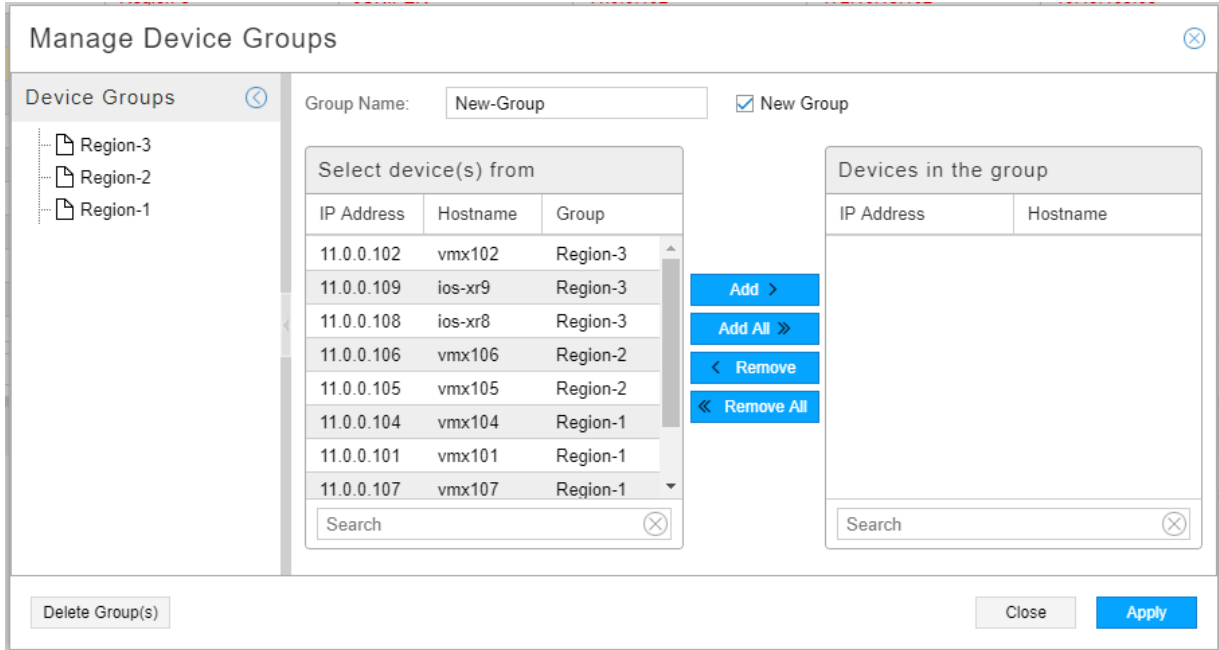 Manage Device Groups
Device Groups
Region-3
Region-2
Region-1
Group Name: New-Group New Group
Select device(s) from
IP Address Hostname Group
11.0.0.102 vmx102 Region-3
11.0.0.109 ios-xr9 Region-3
11.0.0.108 ios-xr8 Region-3
11.0.0.106 vmx106 Region-2
11.0.0.105 vmx105 Region-2
11.0.0.104 vmx104 Region-1
11.0.0.101 vmx101 Region-1
11.0.0.107 vmx107 Region-1
Search
Add
Add All
Remove
Remove All
Devices in the group
IP Address Hostname
Search
Delete Group(s) Close Apply